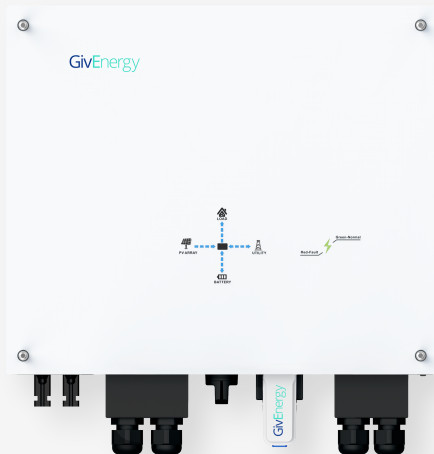 GivEnergy
LOAD
PV ARRAY
UTILITY
BATTERY
Green-Normal
Red-Fault
GivEnergy